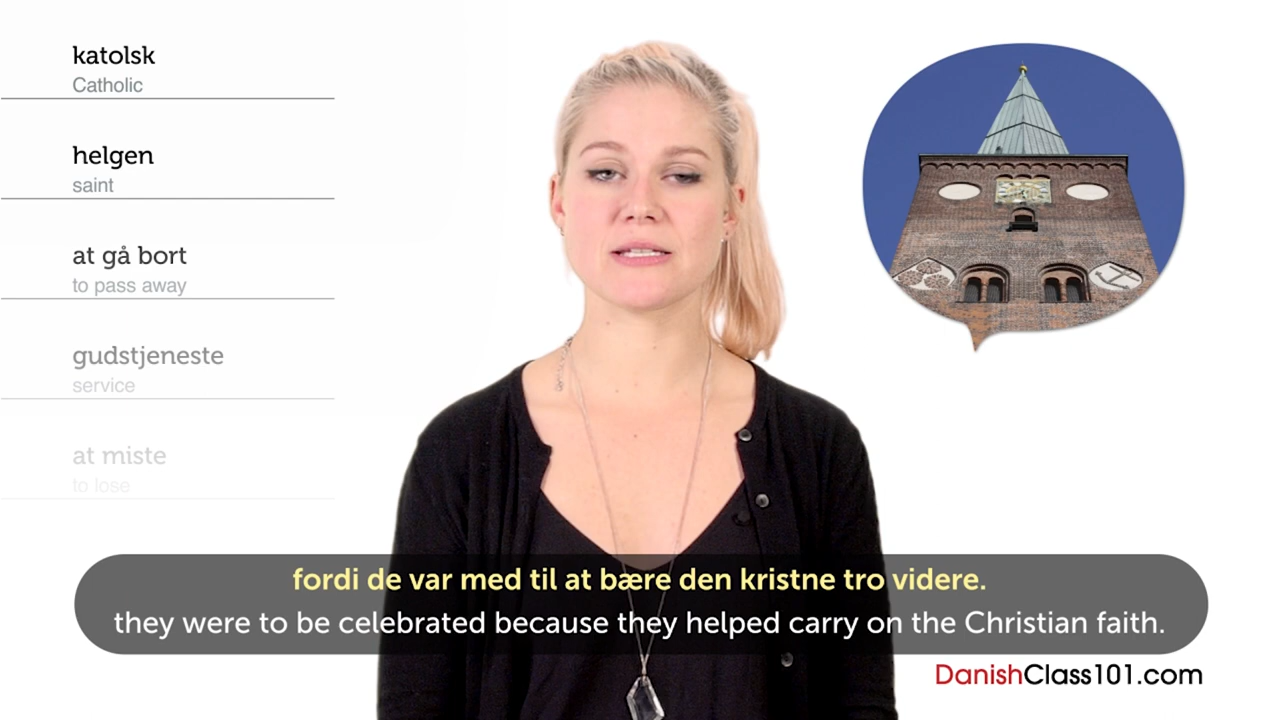 katolsk
Catholic
helgen
saint
at gå bort
to pass away
gudstjeneste
service
at miste
to lose
fordi de var med til at bære den kristne tro videre.
they were to be celebrated because they helped carry on the Christian faith.
DanishClass101.com